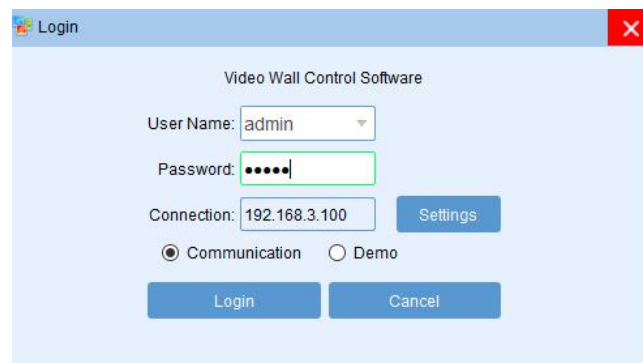 Login
Video Wall Control Software
User Name: admin
Password: •••••
Connection: 192.168.3.100 Settings
Communication Demo
Login Cancel